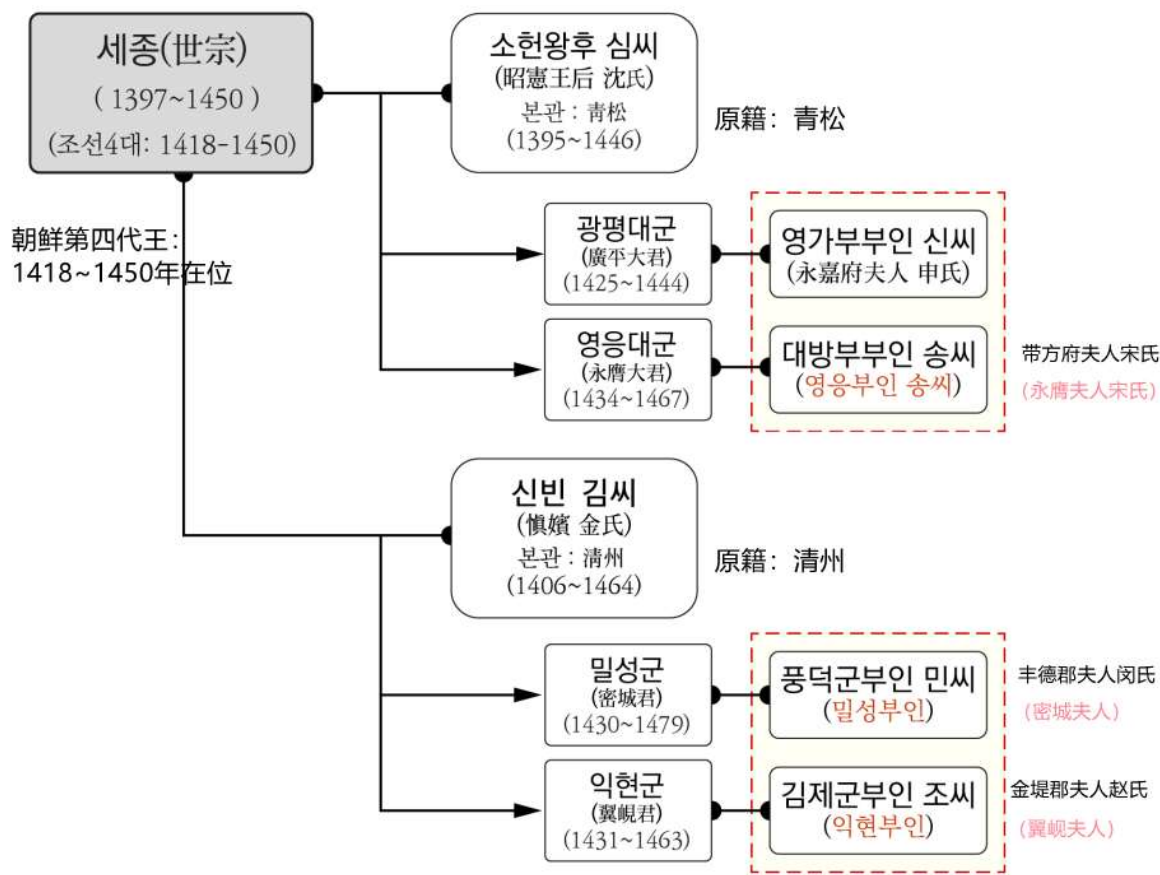 세종(世宗)
( 1397~1450 )
(조선4대: 1418-1450)
소헌왕후 심씨
(昭憲王后 沈氏)
본관 : 靑松
(1395~1446)
原籍：青松
朝鲜第四代王：
1418~1450年在位
광평대군
(廣平大君)
(1425~1444)
영가부부인 신씨
(永嘉府夫人 申氏)
영응대군
(永膺大君)
(1434~1467)
대방부부인 송씨
(영응부인 송씨)
带方府夫人宋氏
(永膺夫人宋氏)
신빈 김씨
(愼嬪 金氏)
본관 : 淸州
(1406~1464)
原籍：清州
밀성군
(密城君)
(1430~1479)
풍덕군부인 민씨
(밀성부인)
丰德郡夫人闵氏
(密城夫人)
익현군
(翼峴君)
(1431~1463)
김제군부인 조씨
(익현부인)
金堤郡夫人赵氏
(翼岘夫人)